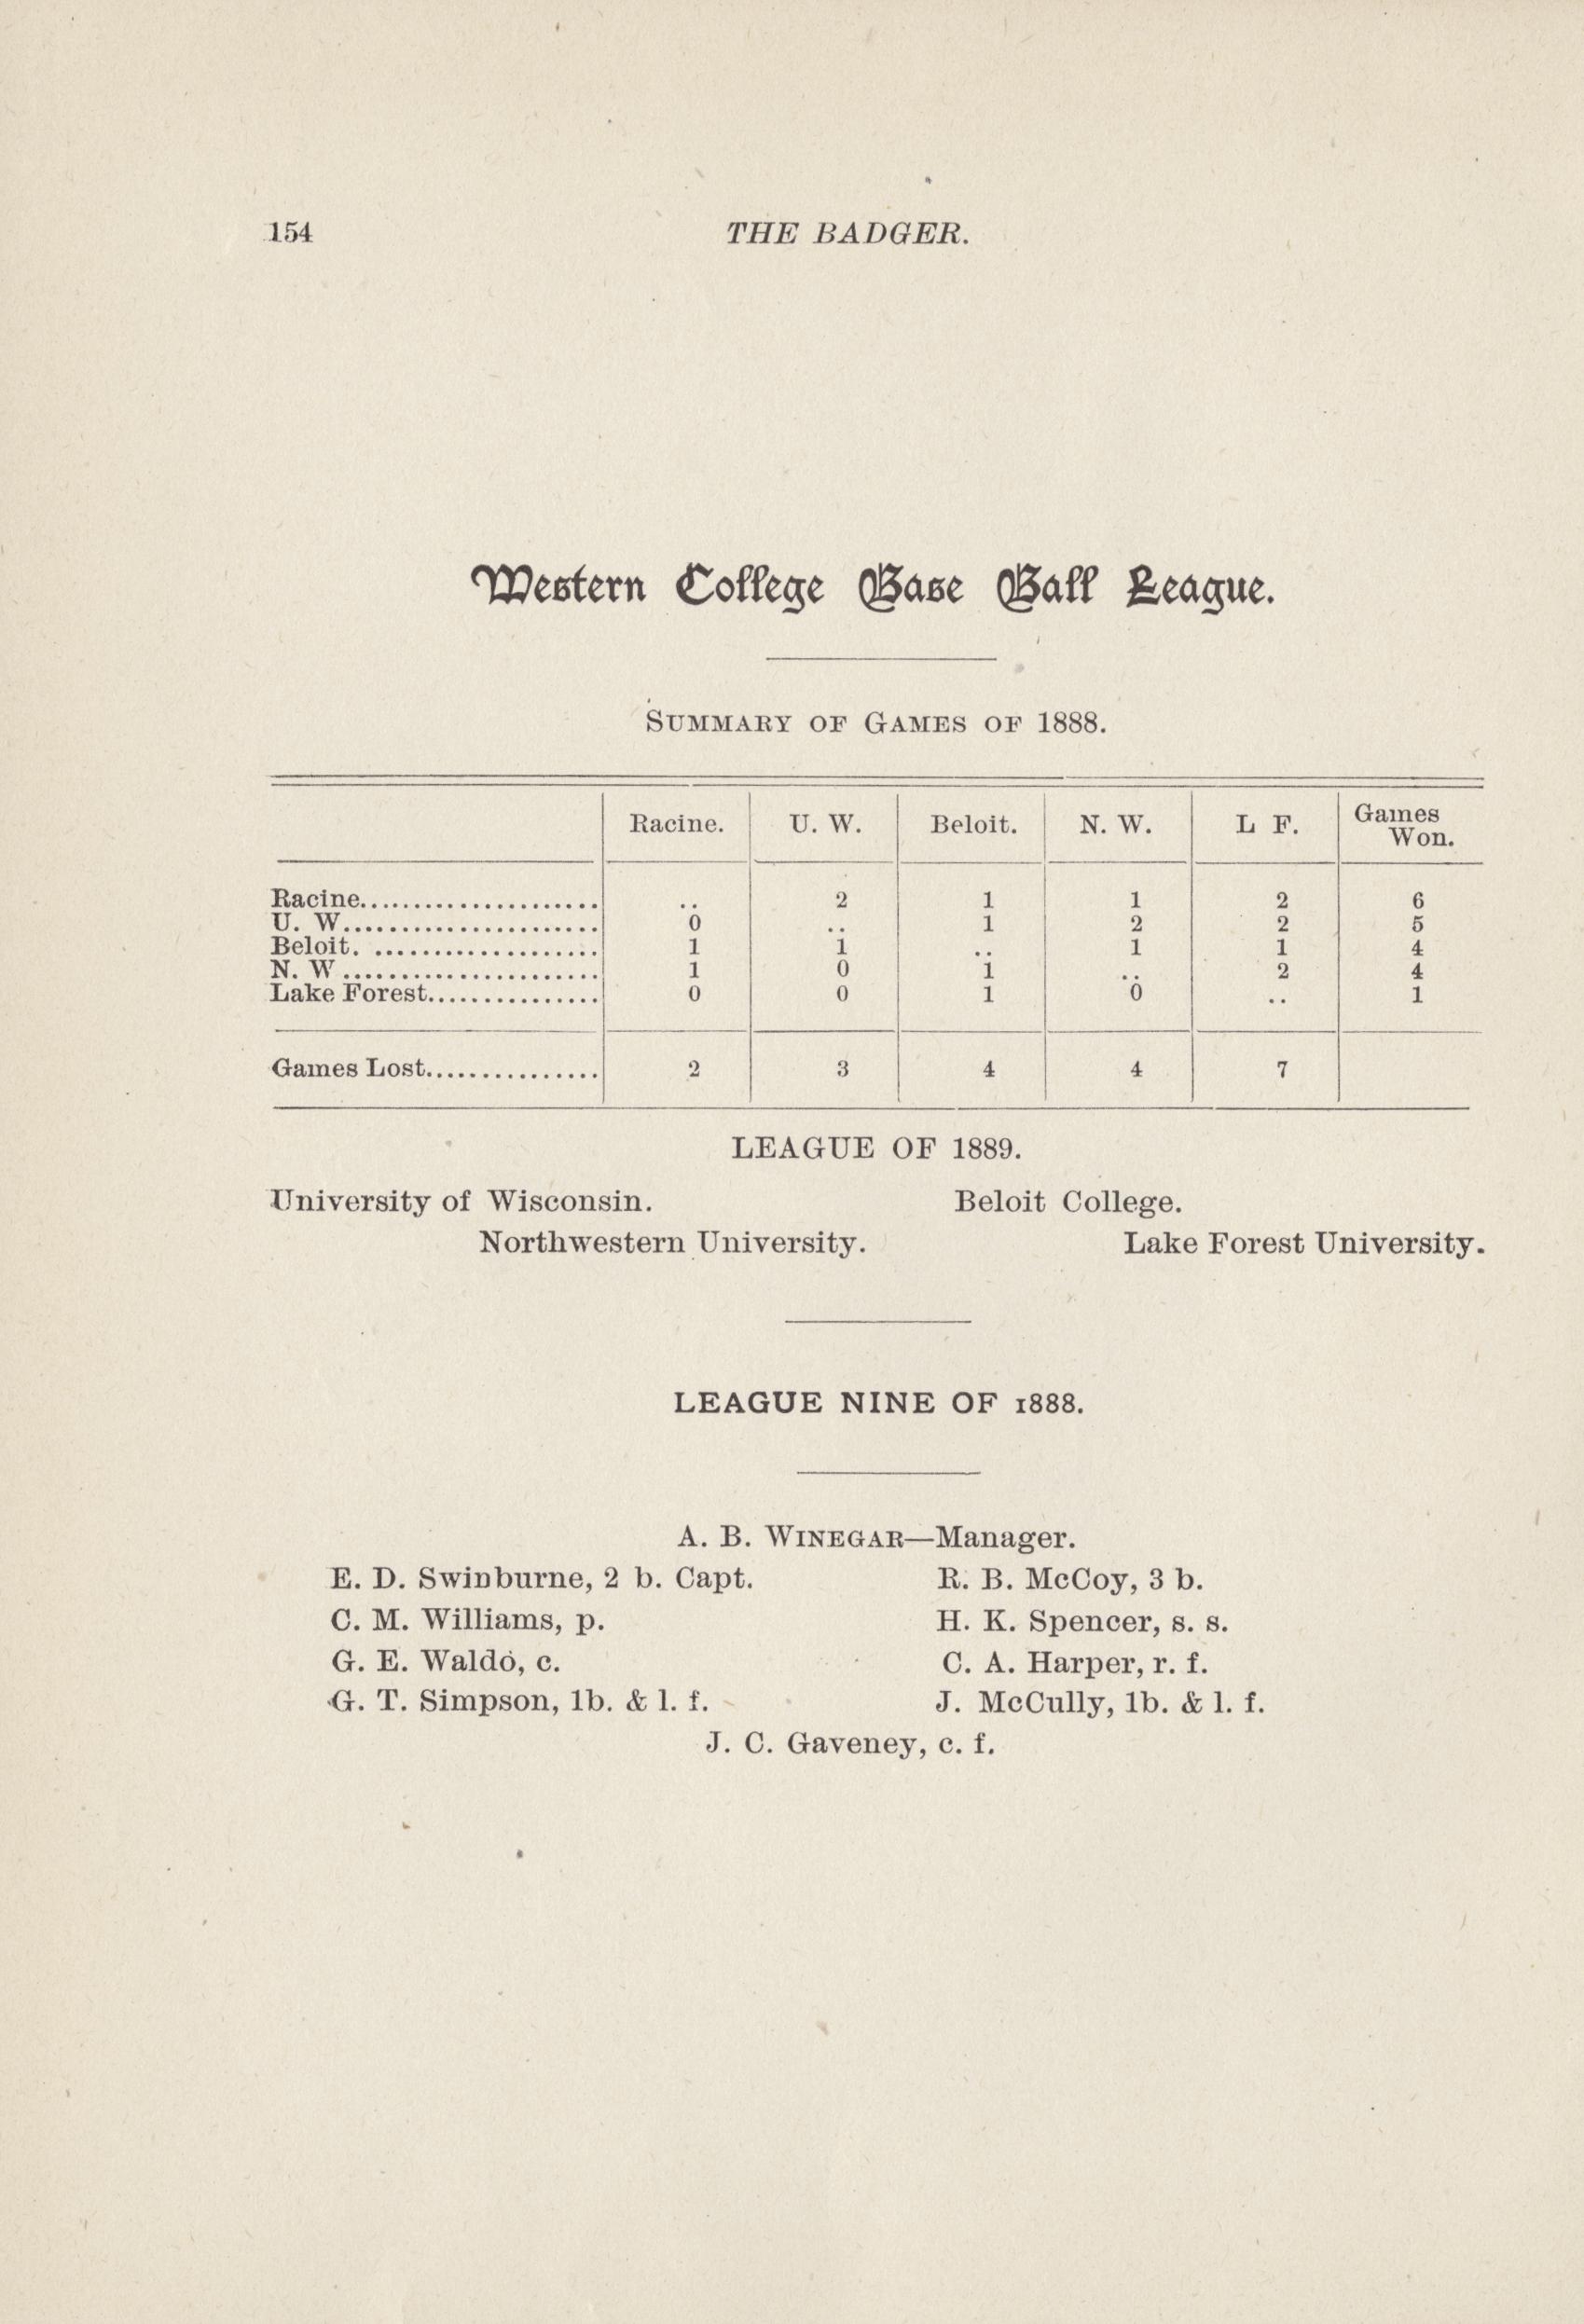 154 THE BADGER.
Western College Base Ball League.
SUMMARY OF GAMES OF 1888.
Racine. U. W. Beloit. N. W. L F. Games Won.
Racine..................... .. 2 1 1 2 6
U. W....................... 0 .. 1 2 2 5
Beloit. .................... 1 1 .. 1 1 4
N. W ....................... 1 0 1 .. 2 4
Lake Forest............... 0 0 1 0 .. 1
Games Lost............... 2 3 4 4 7
LEAGUE OF 1889.
University of Wisconsin. Beloit College.
Northwestern University. Lake Forest University.
LEAGUE NINE OF 1888.
A. B. WINEGAR—Manager.
E. D. Swinburne, 2 b. Capt. R. B. McCoy, 3 b.
C. M. Williams, p. H. K. Spencer, s. s.
G. E. Waldo, c. C. A. Harper, r. f.
G. T. Simpson, 1b. & l. f. J. McCully, 1b. & l. f.
J. C. Gaveney, c. f.